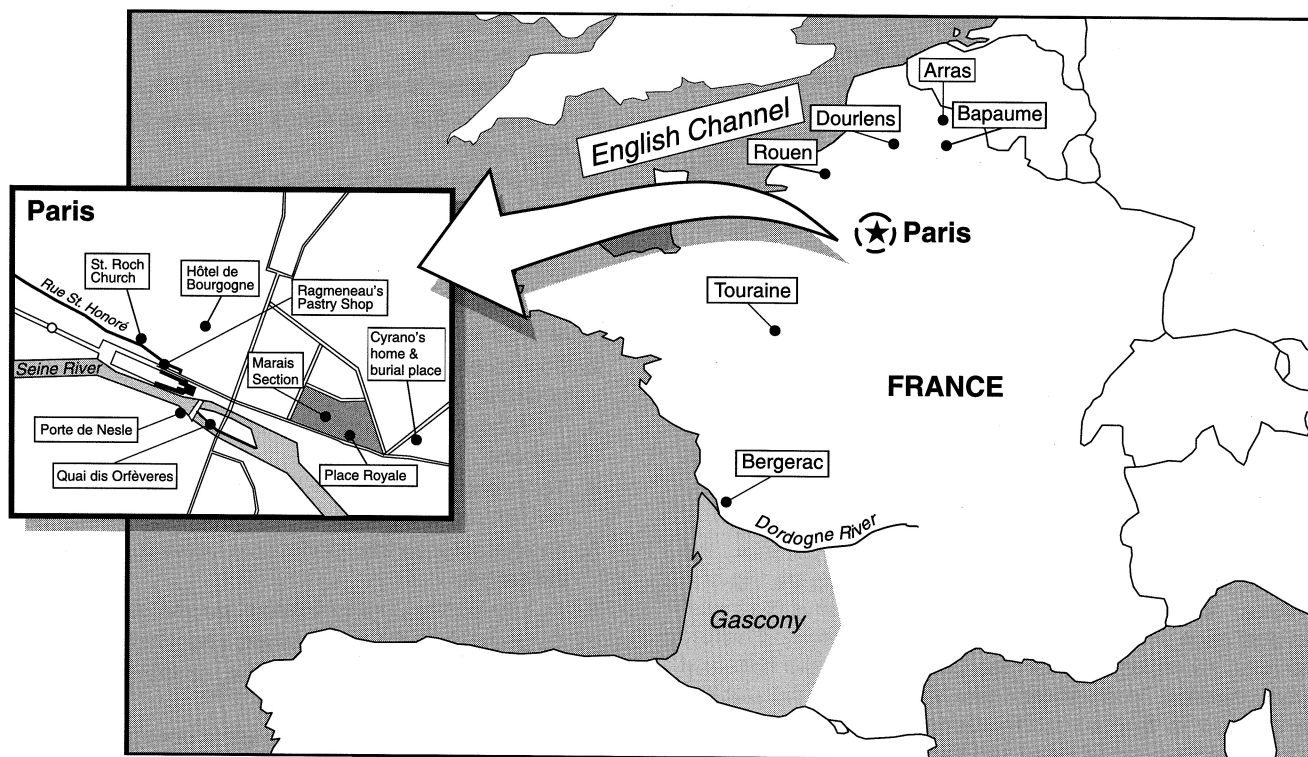 Arras
Dourlens
Bapaume
English Channel
Rouen
Paris
Touraine
FRANCE
Bergerac
Dordogne River
Gascony
Paris
St. Roch
Church
Hôtel de
Bourgogne
Ragmeneau's
Pastry Shop
Rue St. Honoré
Cyrano's
home &
burial place
Marais
Section
Seine River
Porte de Nesle
Quai dis Orfèveres
Place Royale